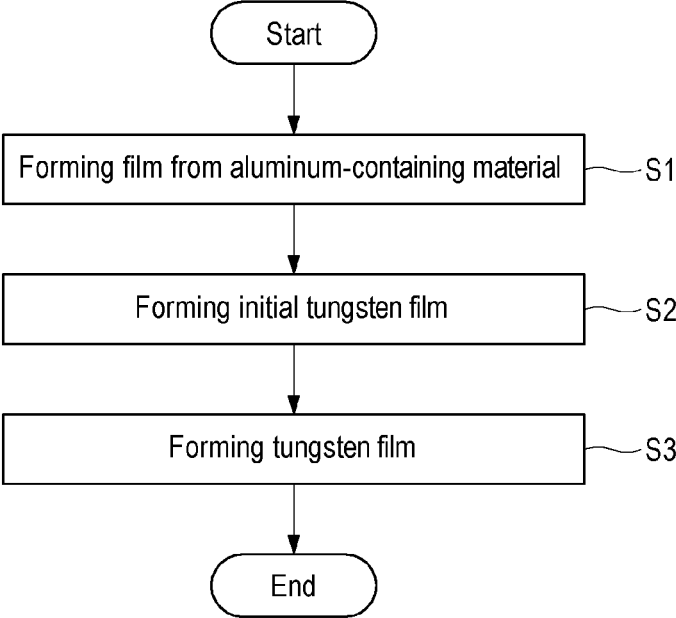 Start
Forming film from aluminum-containing material S1
Forming initial tungsten film S2
Forming tungsten film S3
End